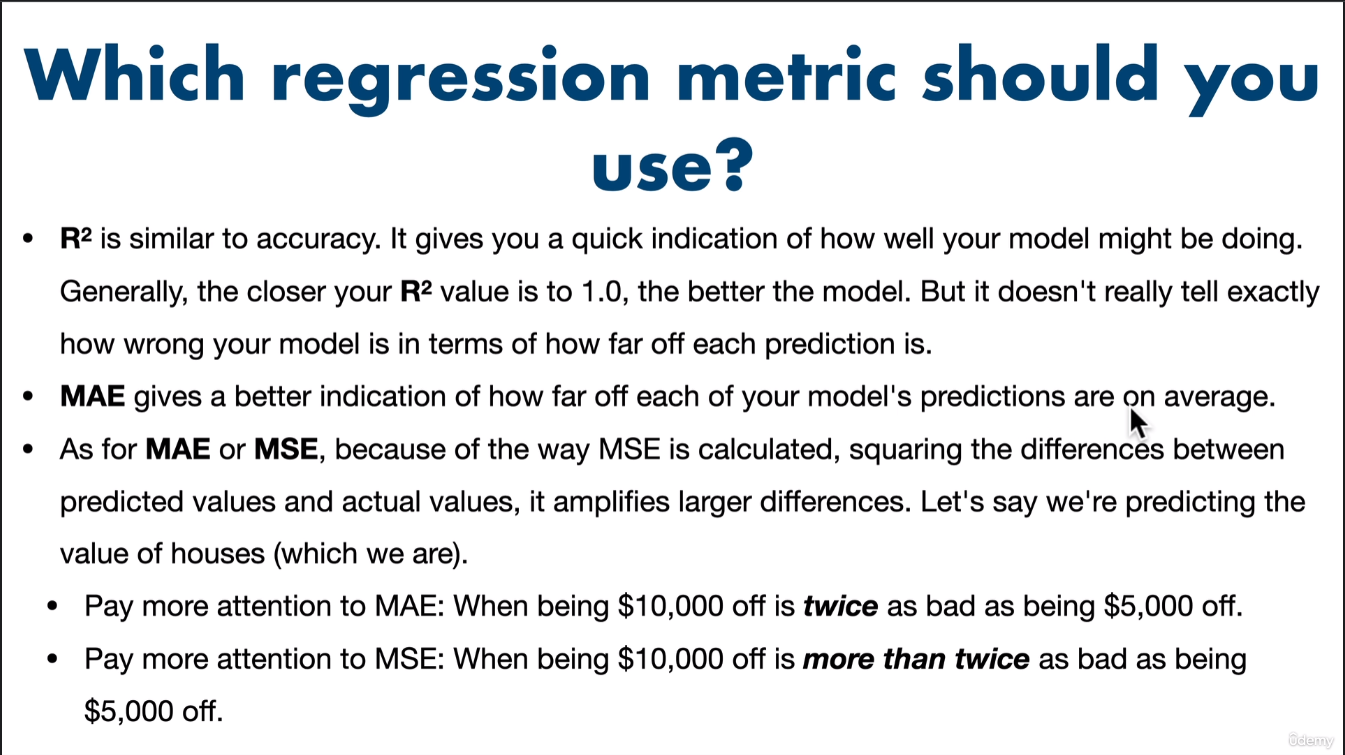 Which regression metric should you
use?
• R² is similar to accuracy. It gives you a quick indication of how well your model might be doing.
Generally, the closer your R² value is to 1.0, the better the model. But it doesn't really tell exactly
how wrong your model is in terms of how far off each prediction is.
• MAE gives a better indication of how far off each of your model's predictions are on average.
• As for MAE or MSE, because of the way MSE is calculated, squaring the differences between
predicted values and actual values, it amplifies larger differences. Let's say we're predicting the
value of houses (which we are).
• Pay more attention to MAE: When being $10,000 off is twice as bad as being $5,000 off.
• Pay more attention to MSE: When being $10,000 off is more than twice as bad as being
$5,000 off.
ûdemy